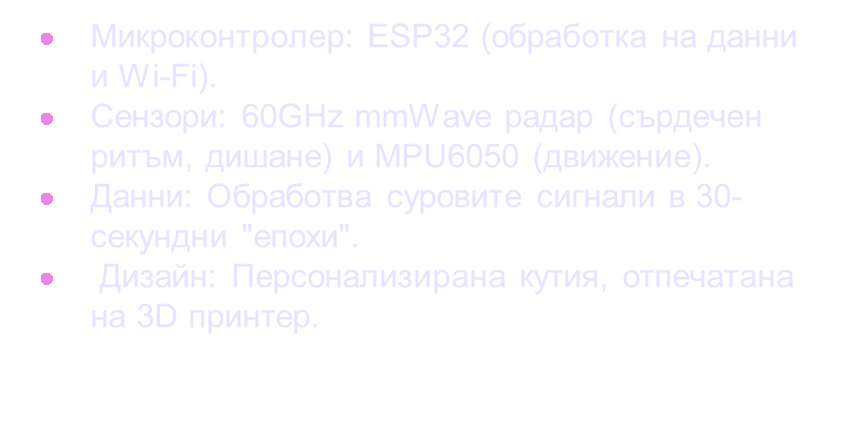 Микроконтролер: ESP32 (обработка на данни
и Wi-Fi).
Сензори: 60GHz mmWave радар (сърдечен
ритъм, дишане) и MPU6050 (движение).
Данни: Обработва суровите сигнали в 30-
секундни "епохи".
Дизайн: Персонализирана кутия, отпечатана
на 3D принтер.